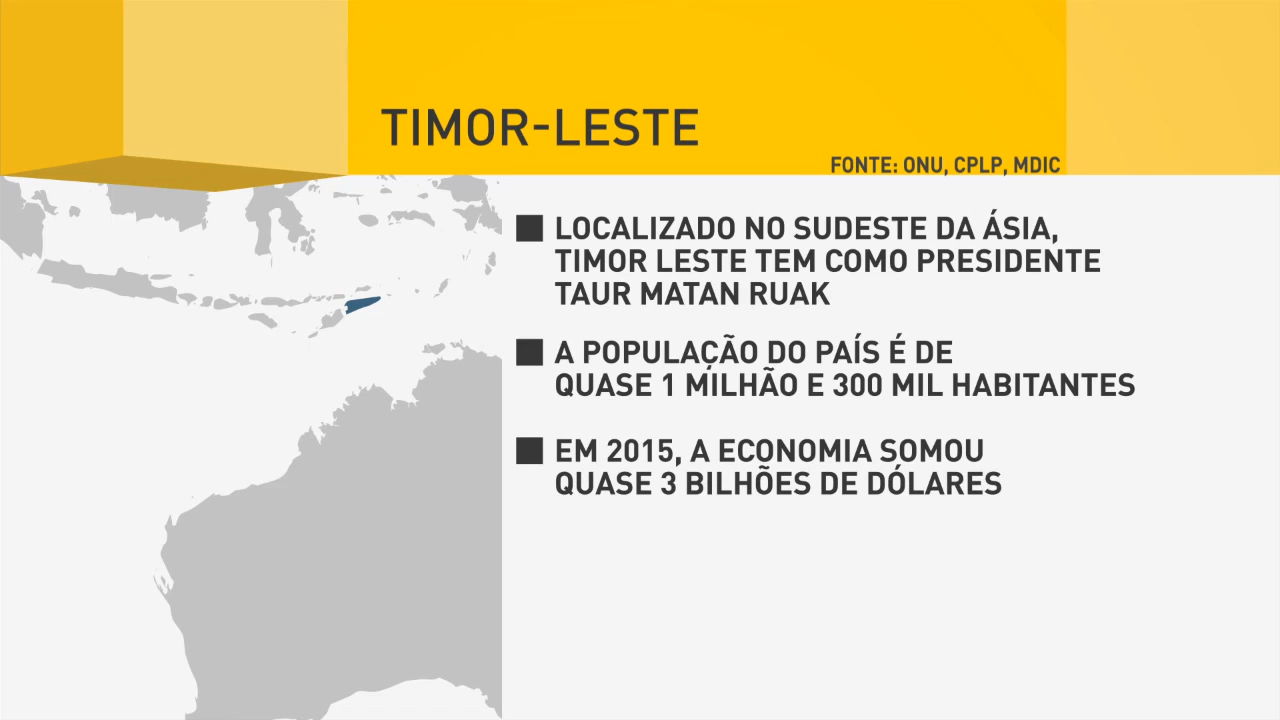 TIMOR-LESTE
FONTE: ONU, CPLP, MDIC
LOCALIZADO NO SUDESTE DA ÁSIA,
TIMOR LESTE TEM COMO PRESIDENTE
TAUR MATAN RUAK
A POPULAÇÃO DO PAÍS É DE
QUASE 1 MILHÃO E 300 MIL HABITANTES
EM 2015, A ECONOMIA SOMOU
QUASE 3 BILHÕES DE DÓLARES